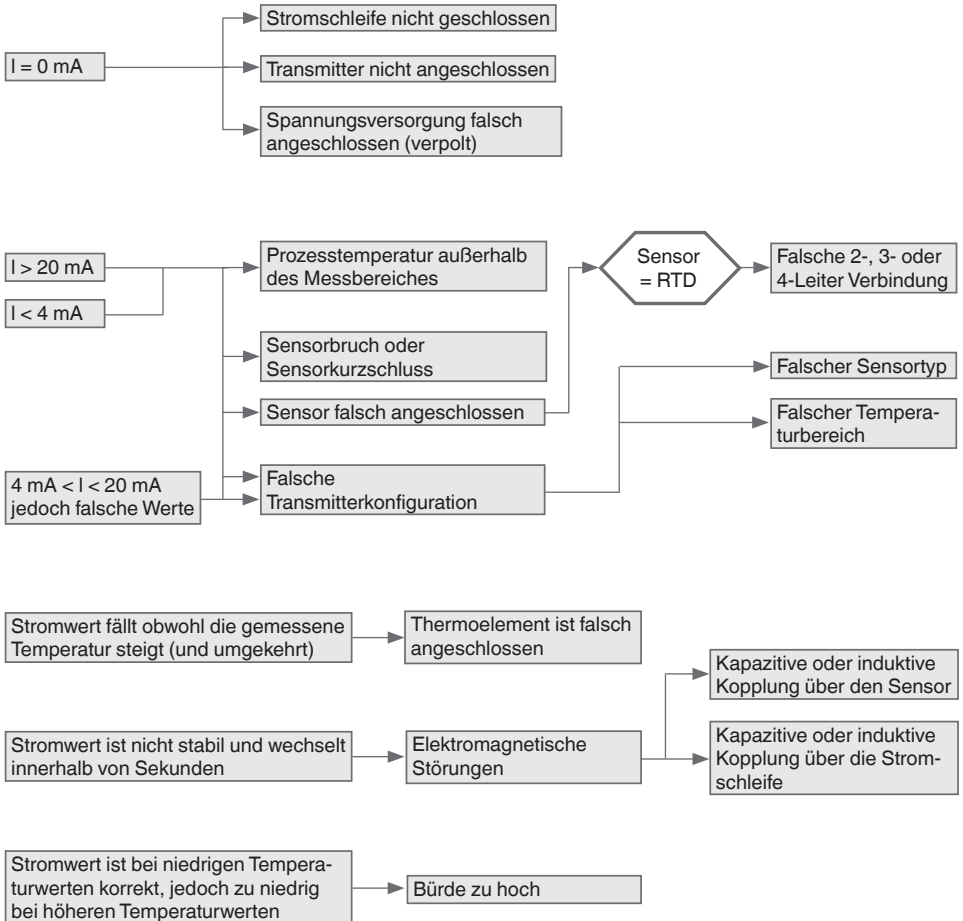 Stromschleife nicht geschlossen
I = 0 mA
Transmitter nicht angeschlossen
Spannungsversorgung falsch
angeschlossen (verpolt)
I > 20 mA
I < 4 mA
Prozesstemperatur außerhalb
des Messbereiches
Sensor
= RTD
Falsche 2-, 3- oder
4-Leiter Verbindung
Sensorbruch oder
Sensorkurzschluss
Sensor falsch angeschlossen
Falscher Sensortyp
Falscher Tempera-
turbereich
4 mA < I < 20 mA
jedoch falsche Werte
Falsche
Transmitterkonfiguration
Stromwert fällt obwohl die gemessene
Temperatur steigt (und umgekehrt)
Thermoelement ist falsch
angeschlossen
Stromwert ist nicht stabil und wechselt
innerhalb von Sekunden
Elektromagnetische
Störungen
Kapazitive oder induktive
Kopplung über den Sensor
Kapazitive oder induktive
Kopplung über die Strom-
schleife
Stromwert ist bei niedrigen Tempera-
turwerten korrekt, jedoch zu niedrig
bei höheren Temperaturwerten
Bürde zu hoch